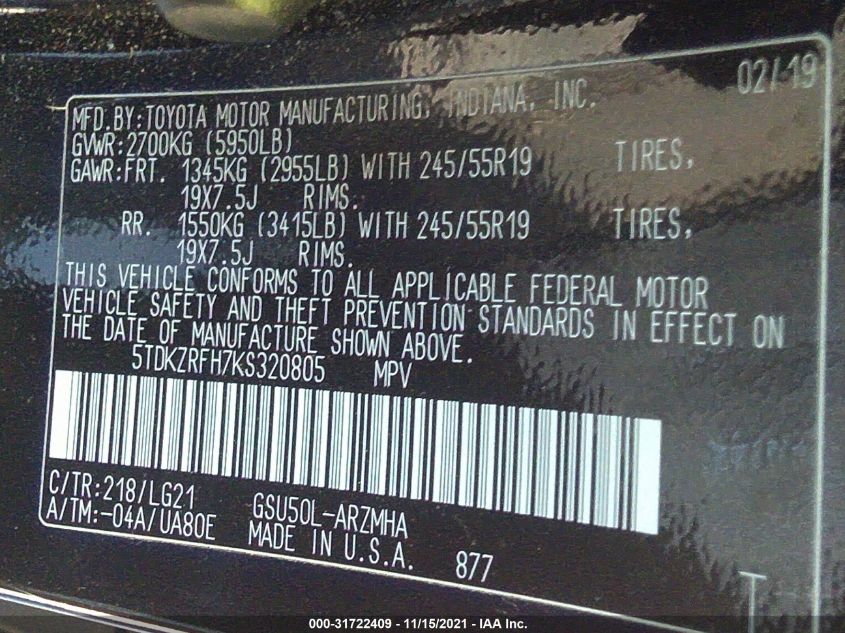 02/19
MFD.BY:TOYOTA MOTOR MANUFACTURING, INDIANA, INC.
GVWR:2700KG (5950LB)
GAWR:FRT. 1345KG (2955LB) WITH 245/55R19 TIRES,
19X7.5J RIMS.
RR. 1550KG (3415LB) WITH 245/55R19 TIRES,
19X7.5J RIMS.
THIS VEHICLE CONFORMS TO ALL APPLICABLE FEDERAL MOTOR
VEHICLE SAFETY AND THEFT PREVENTION STANDARDS IN EFFECT ON
THE DATE OF MANUFACTURE SHOWN ABOVE.
5TDKZRFH7KS320805 MPV
C/TR:218/LG21 GSU50L-ARZMHA
A/TM:-04A/UA80E MADE IN U.S.A. 877
000-31722409 - 11/15/2021 - IAA Inc.